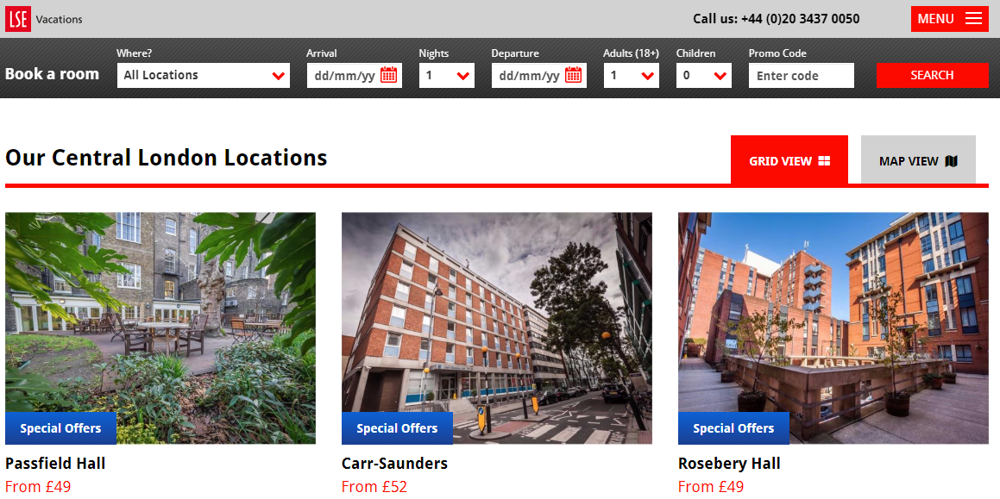 LSE Vacations
Call us: +44 (0)20 3437 0050
MENU
Book a room
Where?
All Locations
Arrival
dd/mm/yy
Nights
1
Departure
dd/mm/yy
Adults (18+)
1
Children
0
Promo Code
Enter code
SEARCH
Our Central London Locations
GRID VIEW
MAP VIEW
Special Offers
Passfield Hall
From £49
Special Offers
Carr-Saunders
From £52
Special Offers
Rosebery Hall
From £49